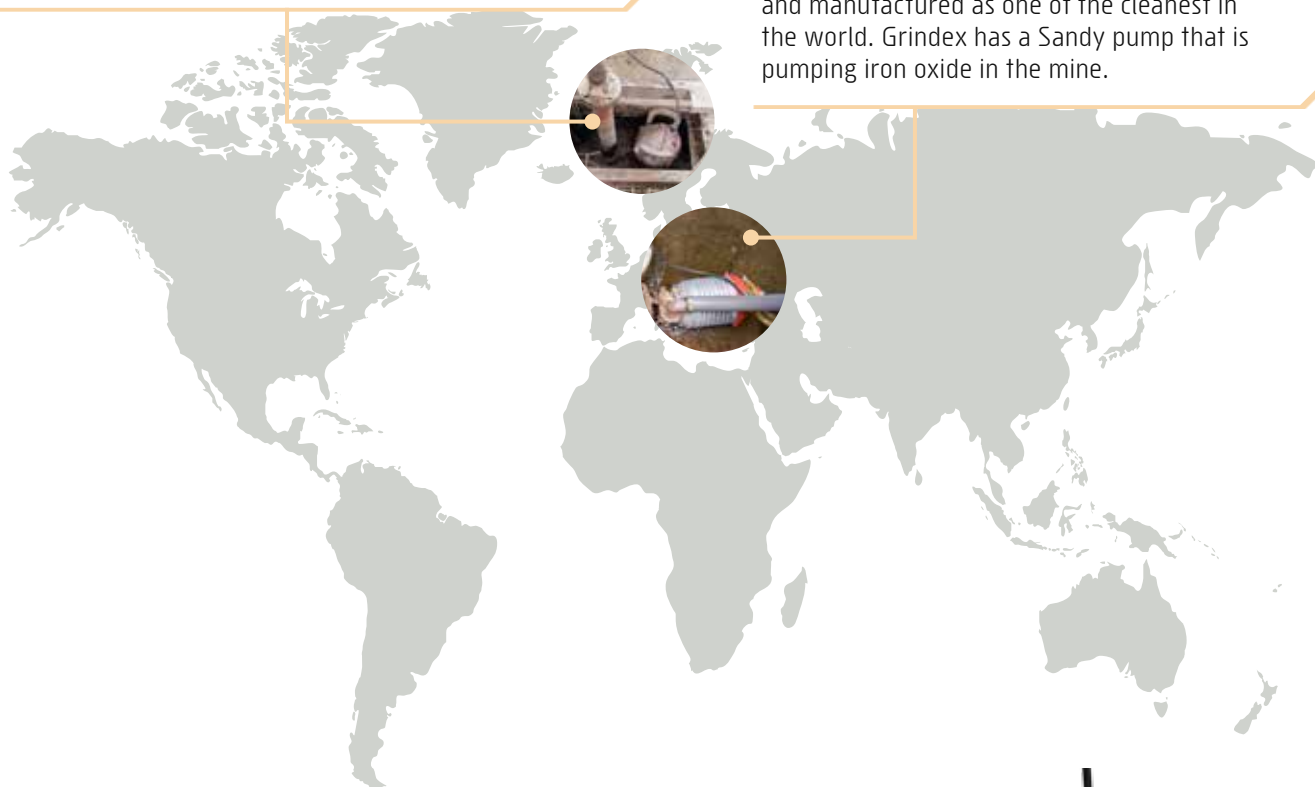 and manufactured as one of the cleanest in
the world. Grindex has a Sandy pump that is
pumping iron oxide in the mine.